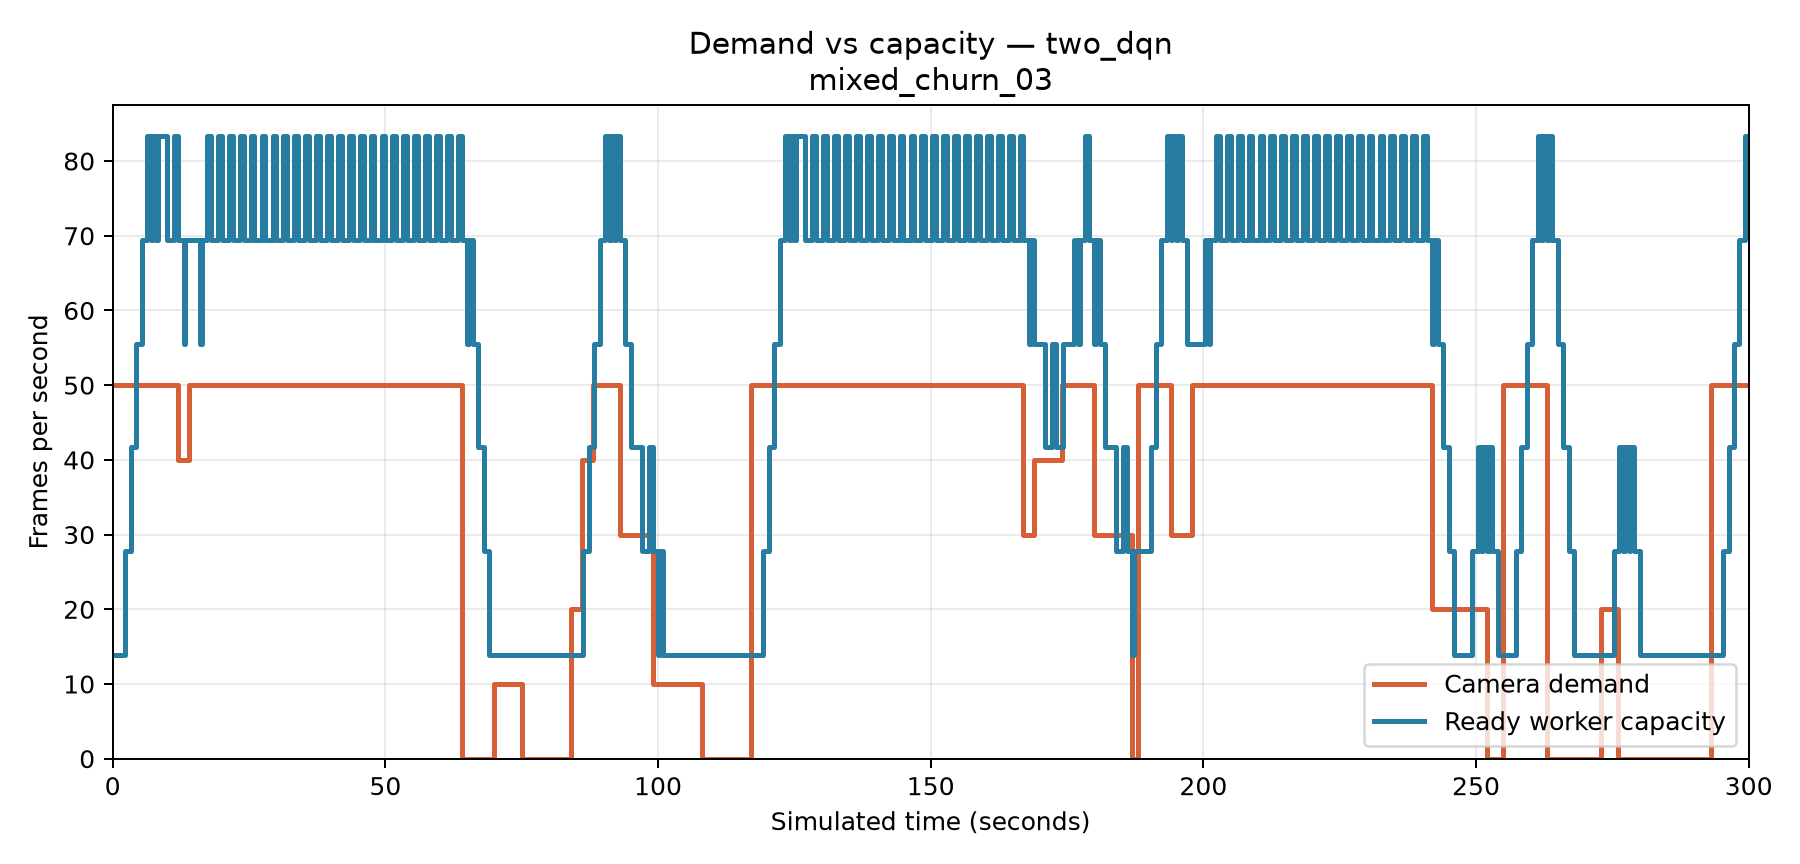 Demand vs capacity — two_dqn
mixed_churn_03
Frames per second
80
70
60
50
40
30
20
10
0
Camera demand
Ready worker capacity
0 50 100 150 200 250 300
Simulated time (seconds)